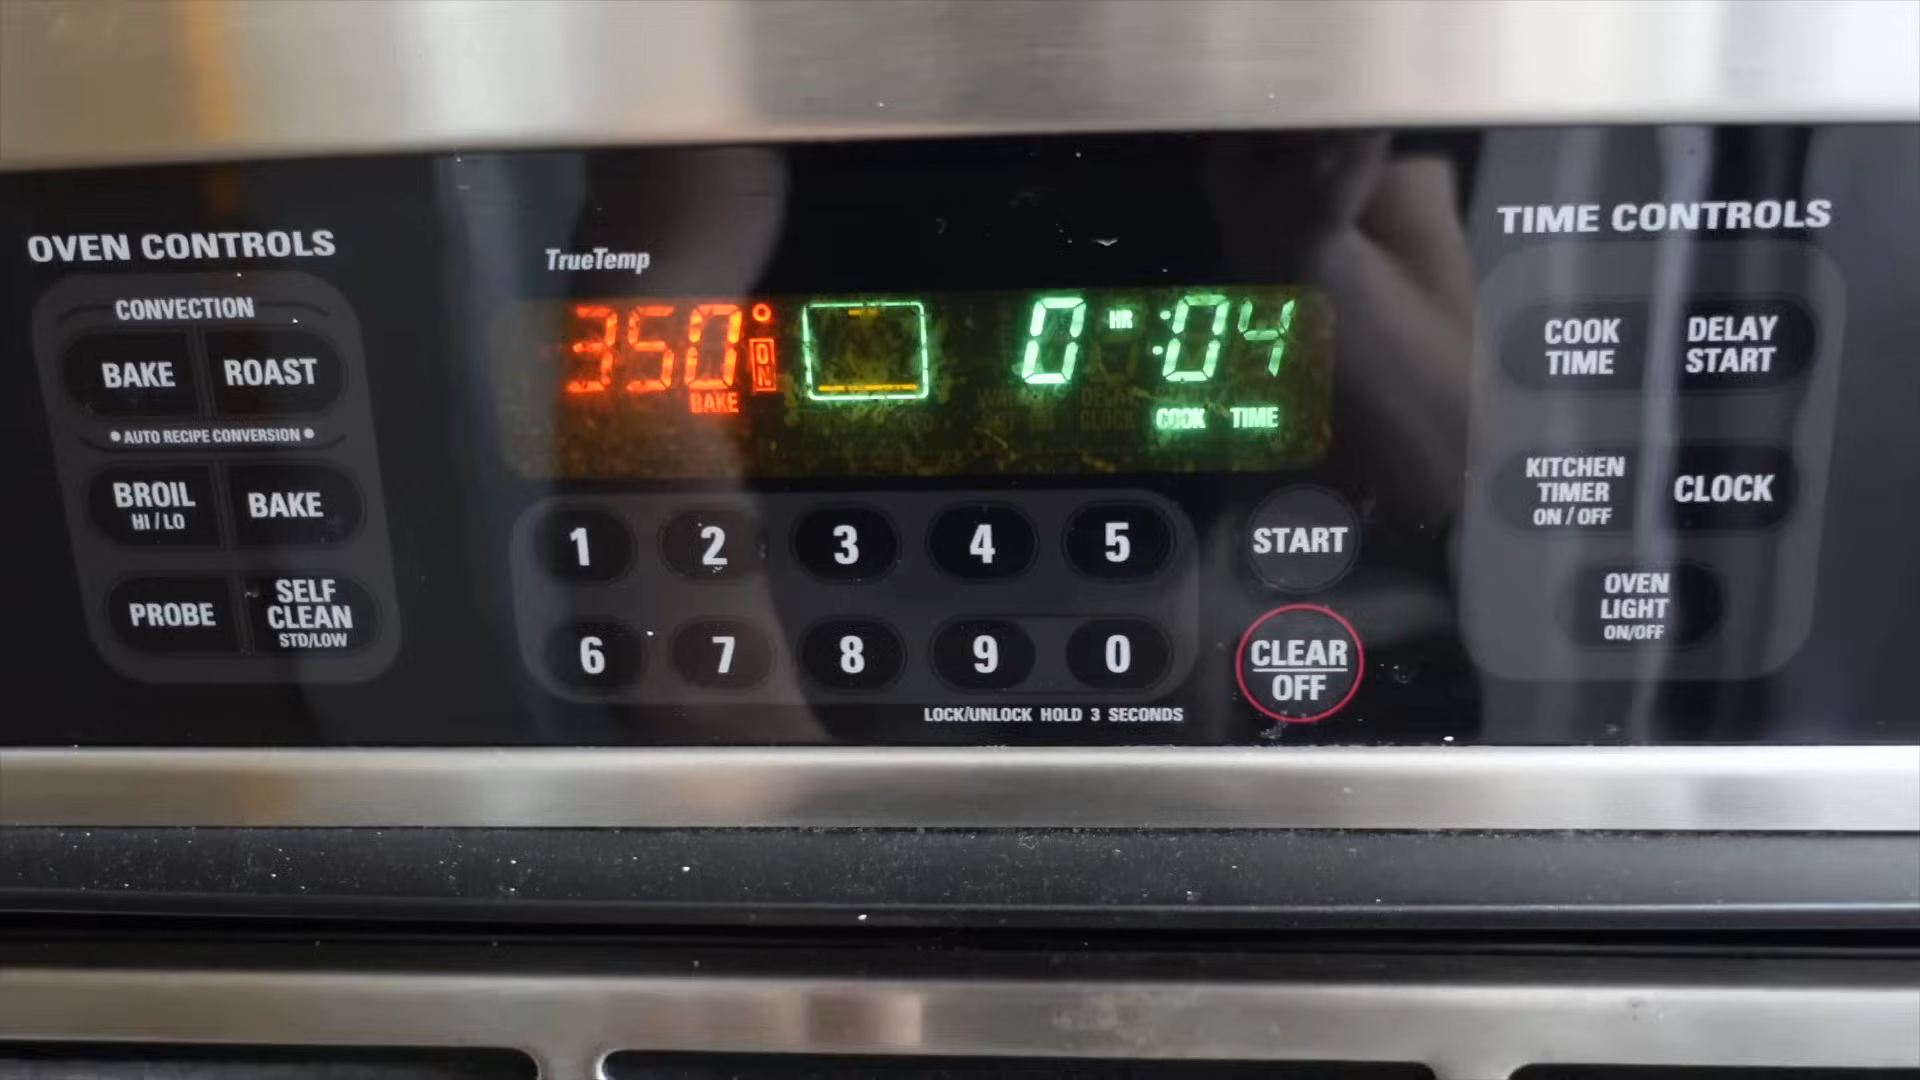 OVEN CONTROLS
CONVECTION
BAKE
ROAST
• AUTO RECIPE CONVERSION •
BROIL
HI / LO
BAKE
PROBE
SELF
CLEAN
STD/LOW
TrueTemp
350°
ON
BAKE
0 HR :04
DELAY
CLOCK
COOK TIME
1 2 3 4 5
6 7 8 9 0
LOCK/UNLOCK HOLD 3 SECONDS
START
CLEAR
OFF
TIME CONTROLS
COOK
TIME
DELAY
START
KITCHEN
TIMER
ON / OFF
CLOCK
OVEN
LIGHT
ON/OFF